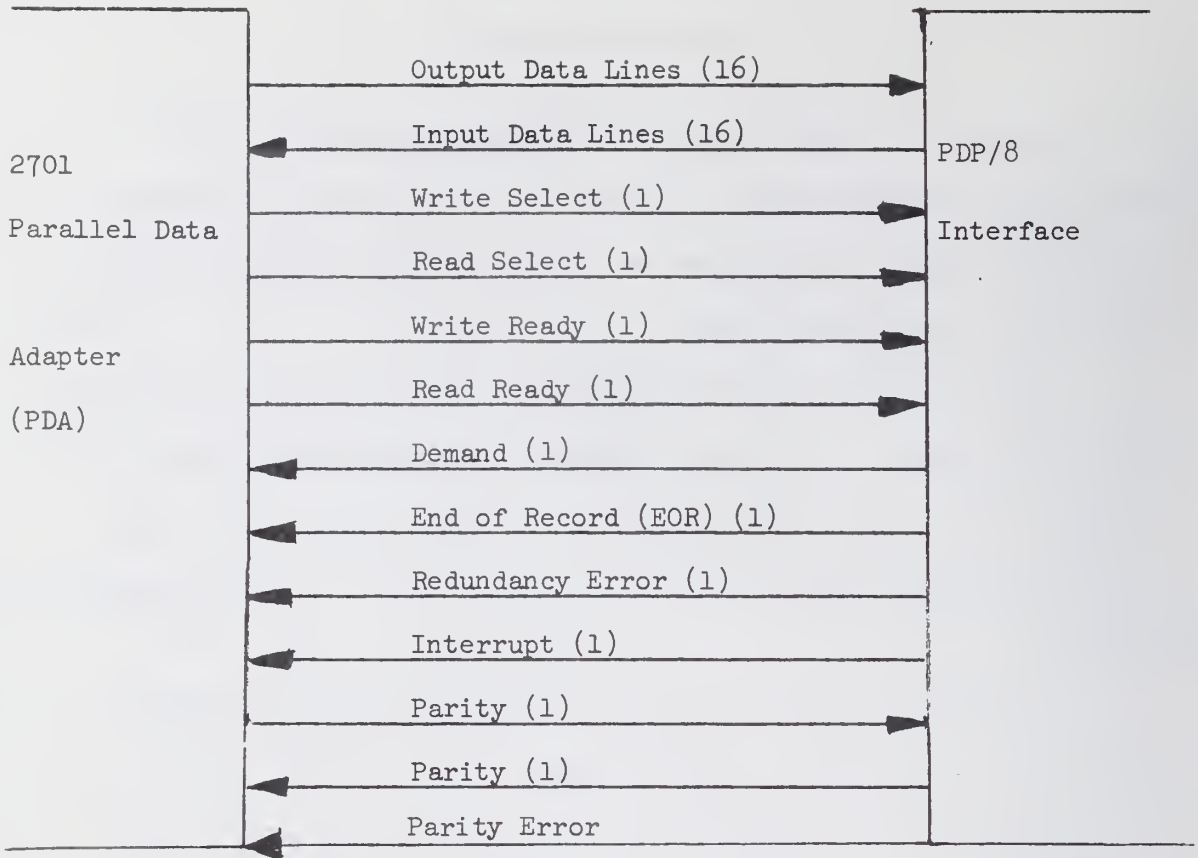 Output Data Lines (16)
Input Data Lines (16)
2701
PDP/8
Write Select (1)
Parallel Data
Interface
Read Select (1)
Write Ready (1)
Adapter
Read Ready (1)
(PDA)
Demand (1)
End of Record (EOR) (1)
Redundancy Error (1)
Interrupt (1)
Parity (1)
Parity (1)
Parity Error